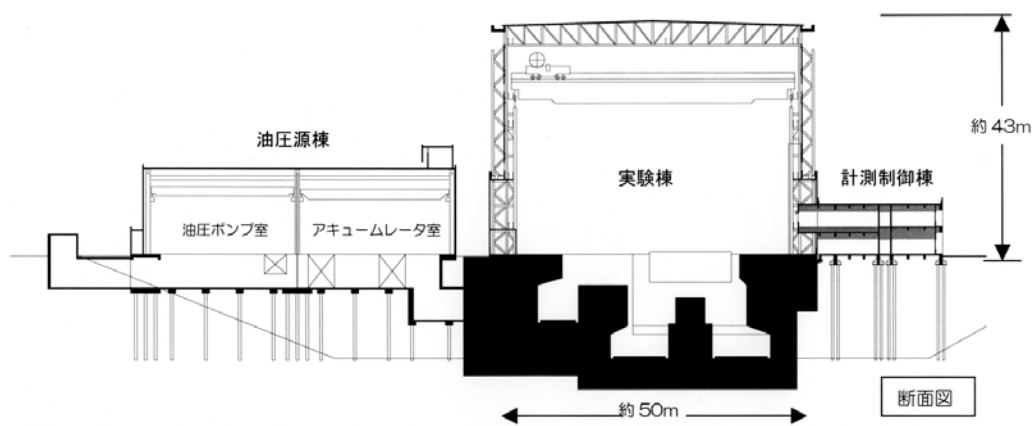 約43m
油圧源棟
実験棟
計測制御棟
油圧ポンプ室
アキュームレータ室
断面図
約50m